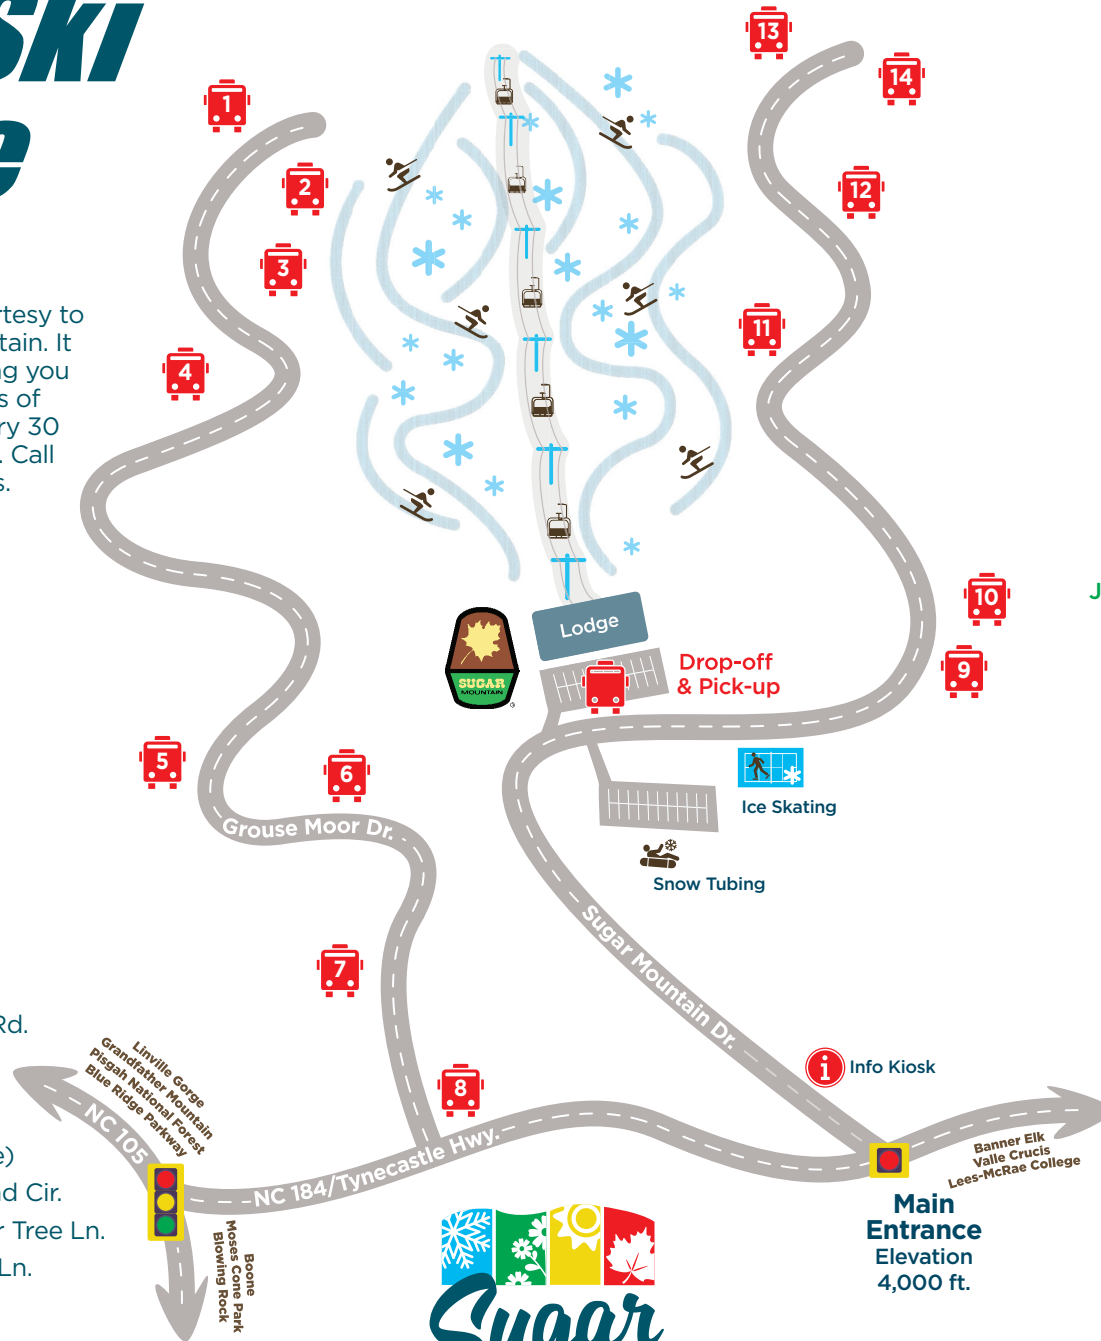 SKI
1
2
3
4
5
6
7
8
9
10
11
12
13
14
rtesy to
tain. It
ng you
s of
ry 30
. Call
s.
J
Lodge
SUGAR
MOUNTAIN
®
Drop-off
& Pick-up
Ice Skating
Snow Tubing
Grouse Moor Dr.
Sugar Mountain Dr.
i
Info Kiosk
Rd.
e)
nd Cir.
r Tree Ln.
Ln.
Linville Gorge
Grandfather Mountain
Pisgah National Forest
Blue Ridge Parkway
NC 105
NC 184/Tynecastle Hwy.
Boone
Moses Cone Park
Blowing Rock
Banner Elk
Valle Crucis
Lees-McRae College
Main
Entrance
Elevation
4,000 ft.
Sugar